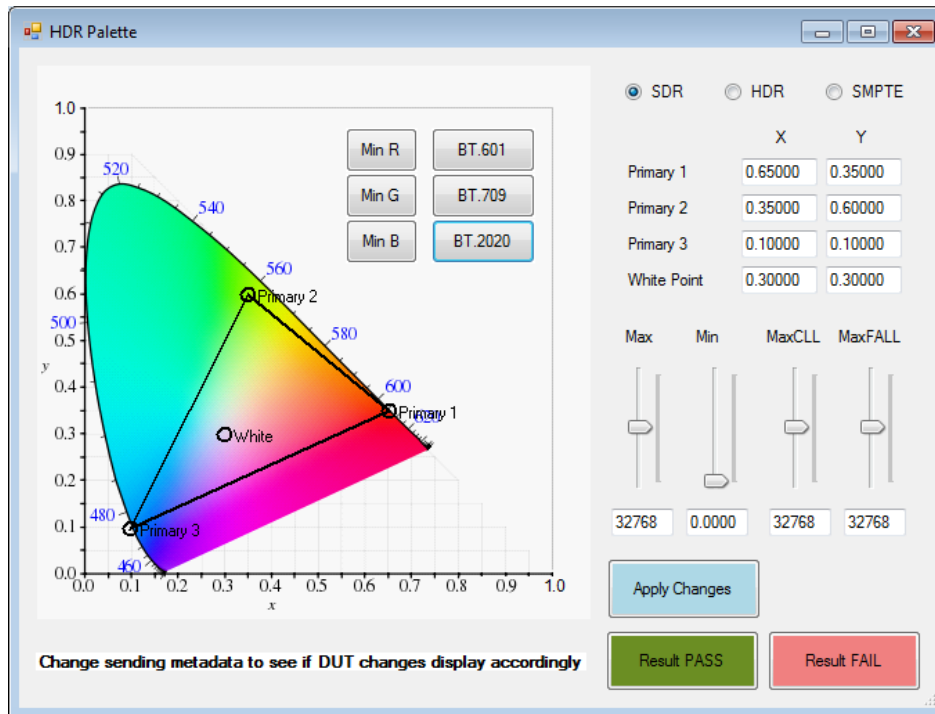 HDR Palette
SDR HDR SMPTE
X Y
Primary 1 0.65000 0.35000
Primary 2 0.35000 0.60000
Primary 3 0.10000 0.10000
White Point 0.30000 0.30000
Max Min MaxCLL MaxFALL
32768 0.0000 32768 32768
Apply Changes
Result PASS Result FAIL
Min R BT.601
Min G BT.709
Min B BT.2020
1.0
0.9
0.8
0.7
0.6
0.5
0.4
0.3
0.2
0.1
0.0
y
0.0 0.1 0.2 0.3 0.4 0.5 0.6 0.7 0.8 0.9 1.0
x
520
540
560
500
580
600
620
480
460
Primary 2
Primary 1
White
Primary 3
Change sending metadata to see if DUT changes display accordingly